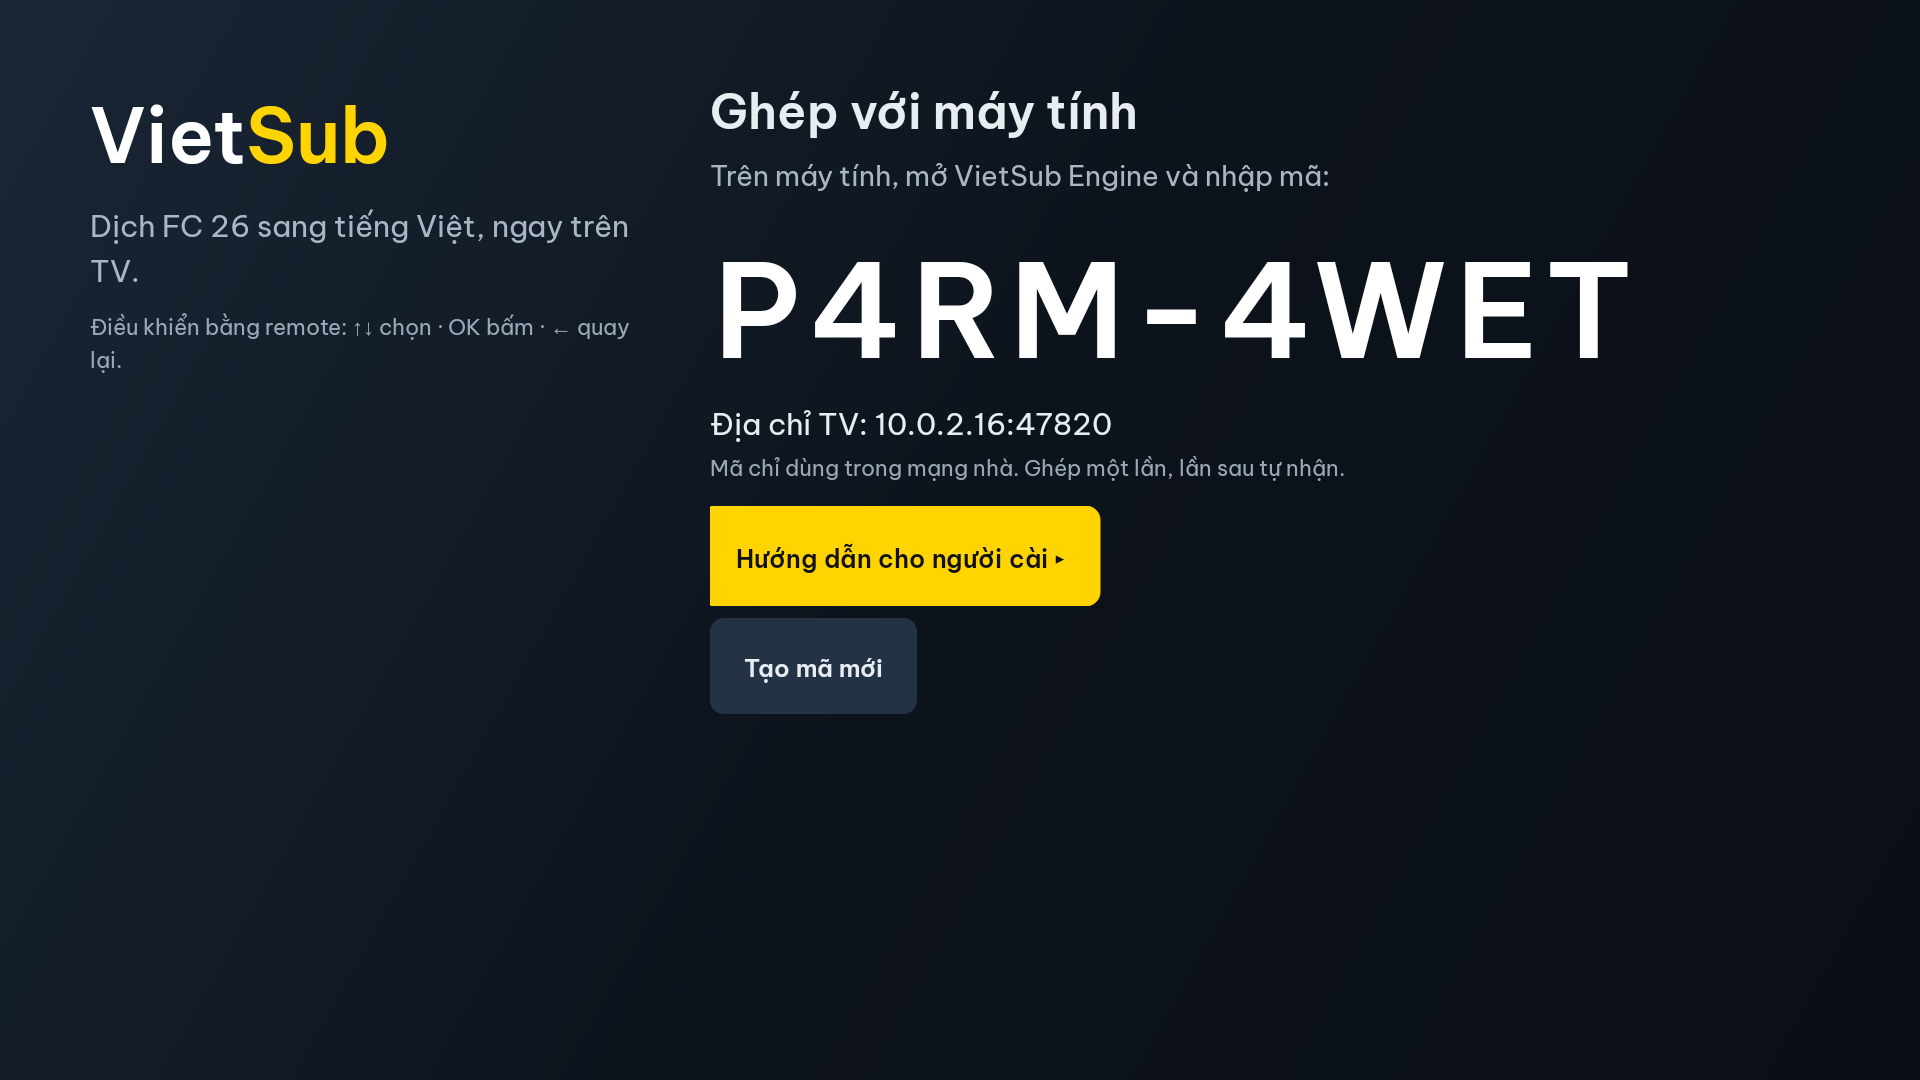 VietSub
Dịch FC 26 sang tiếng Việt, ngay trên
TV.
Điều khiển bằng remote: ↑↓ chọn · OK bấm · ← quay
lại.
Ghép với máy tính
Trên máy tính, mở VietSub Engine và nhập mã:
P4RM-4WET
Địa chỉ TV: 10.0.2.16:47820
Mã chỉ dùng trong mạng nhà. Ghép một lần, lần sau tự nhận.
Hướng dẫn cho người cài ▸
Tạo mã mới